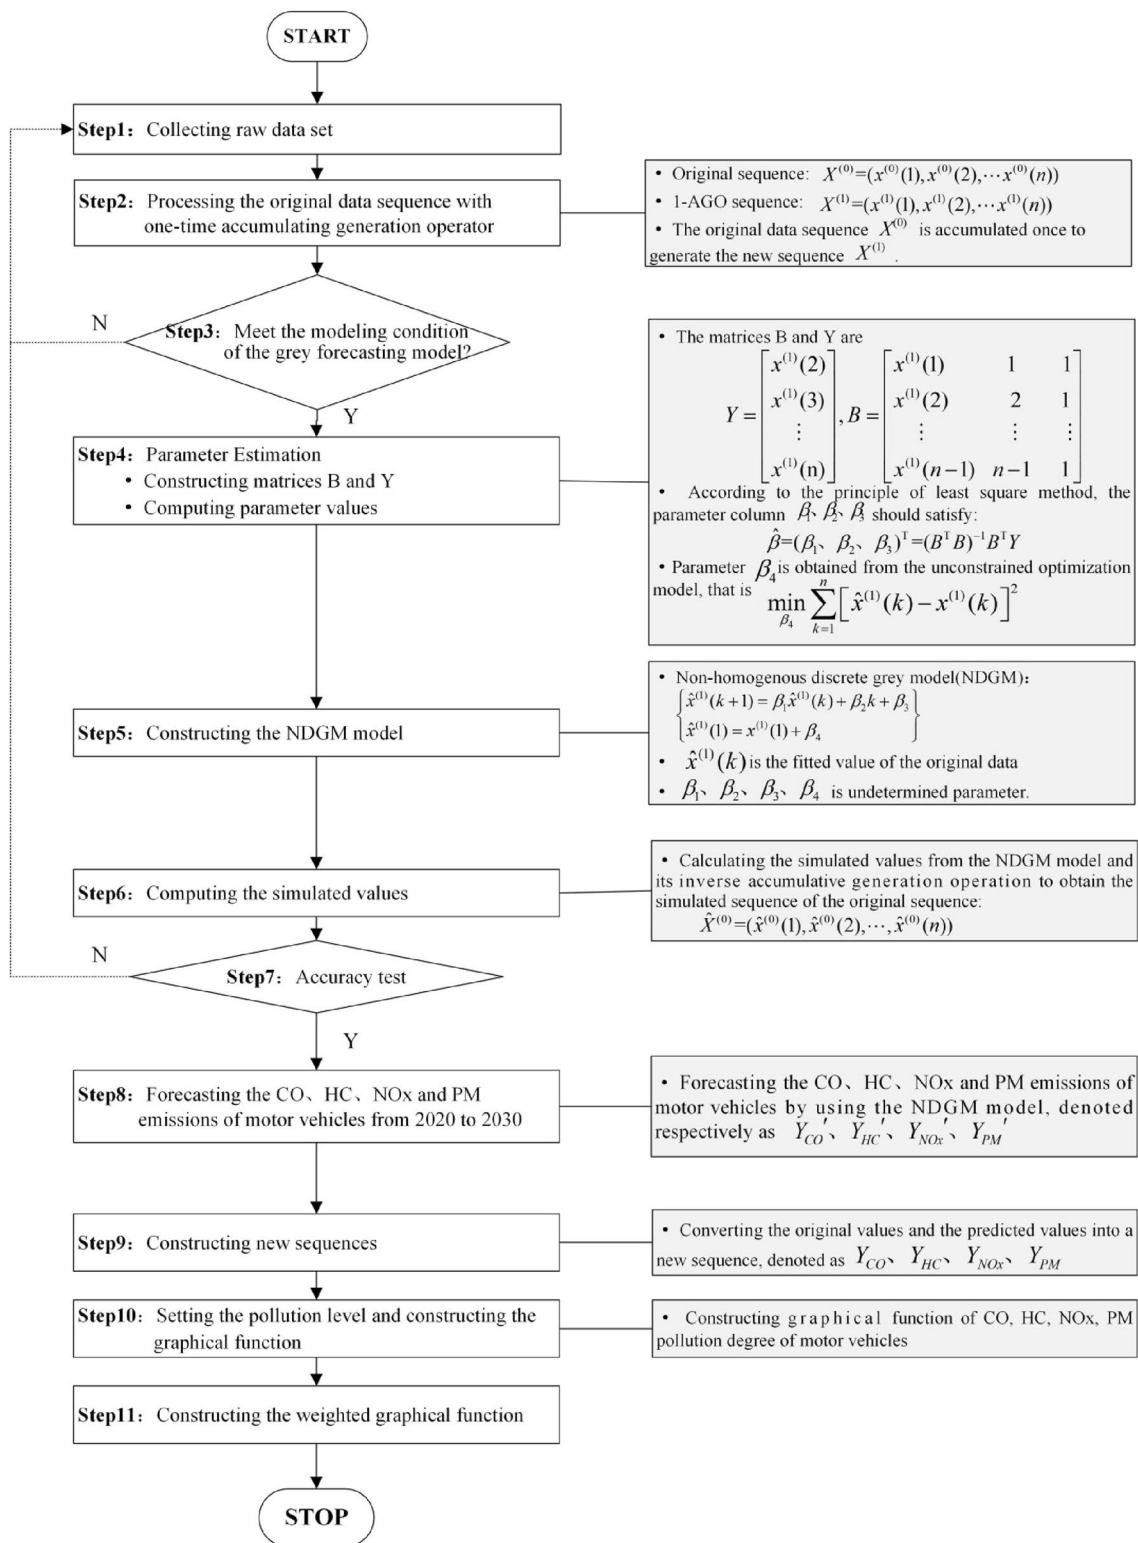 START
Step1：Collecting raw data set
Step2：Processing the original data sequence with
one-time accumulating generation operator
• Original sequence: X^(0)=(x^(0)(1),x^(0)(2),⋯x^(0)(n))
• 1-AGO sequence: X^(1)=(x^(1)(1),x^(1)(2),⋯x^(1)(n))
• The original data sequence X^(0) is accumulated once to
generate the new sequence X^(1) .
N
Step3：Meet the modeling condition
of the grey forecasting model?
Y
Step4：Parameter Estimation
• Constructing matrices B and Y
• Computing parameter values
• The matrices B and Y are
x^(1)(2) x^(1)(1) 1 1
x^(1)(3) x^(1)(2) 2 1
Y = ⋮ , B = ⋮ ⋮ ⋮
x^(1)(n) x^(1)(n−1) n−1 1
• According to the principle of least square method, the
parameter column β₁、β₂、β₃ should satisfy:
β̂=(β₁、β₂、β₃)^T=(B^T B)^−1 B^T Y
• Parameter β₄ is obtained from the unconstrained optimization
model, that is min_β₄ ∑_{k=1}^{n} [x̂^(1)(k)−x^(1)(k)]^2
Step5：Constructing the NDGM model
• Non-homogenous discrete grey model(NDGM)：
{x̂^(1)(k+1) = β₁x̂^(1)(k)+β₂k+β₃
x̂^(1)(1) = x^(1)(1)+β₄}
• x̂^(1)(k) is the fitted value of the original data
• β₁、β₂、β₃、β₄ is undetermined parameter.
Step6：Computing the simulated values
• Calculating the simulated values from the NDGM model and
its inverse accumulative generation operation to obtain the
simulated sequence of the original sequence:
X̂^(0)=(x̂^(0)(1),x̂^(0)(2),⋯,x̂^(0)(n))
N
Step7：Accuracy test
Y
Step8：Forecasting the CO、HC、NOx and PM
emissions of motor vehicles from 2020 to 2030
• Forecasting the CO、HC、NOx and PM emissions of
motor vehicles by using the NDGM model, denoted
respectively as Y_CO′、Y_HC′、Y_NOx′、Y_PM′
Step9：Constructing new sequences
• Converting the original values and the predicted values into a
new sequence, denoted as Y_CO、Y_HC、Y_NOx、Y_PM
Step10：Setting the pollution level and constructing the
graphical function
• Constructing graphical function of CO, HC, NOx, PM
pollution degree of motor vehicles
Step11：Constructing the weighted graphical function
STOP